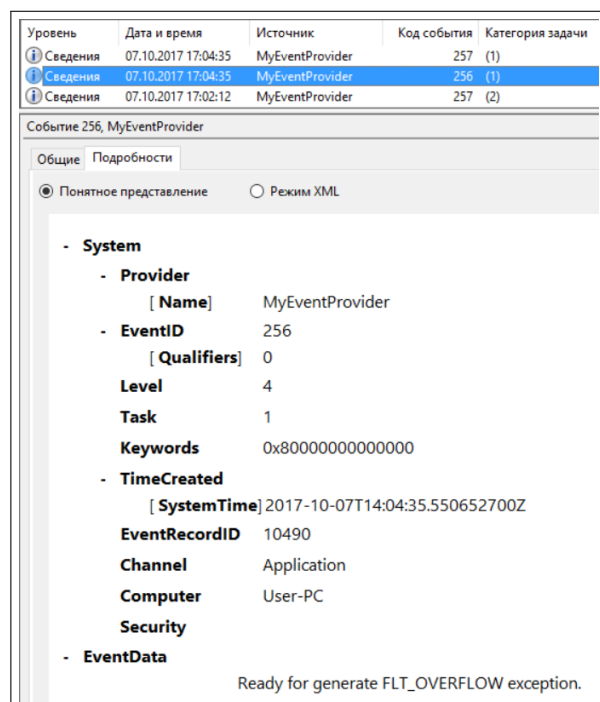 Уровень Дата и время Источник Код события Категория задачи
Сведения 07.10.2017 17:04:35 MyEventProvider 257 (1)
Сведения 07.10.2017 17:04:35 MyEventProvider 256 (1)
Сведения 07.10.2017 17:02:12 MyEventProvider 257 (2)
Событие 256, MyEventProvider
Общие Подробности
Понятное представление Режим XML
- System
- Provider
[ Name] MyEventProvider
- EventID 256
[ Qualifiers] 0
Level 4
Task 1
Keywords 0x80000000000000
- TimeCreated
[ SystemTime] 2017-10-07T14:04:35.550652700Z
EventRecordID 10490
Channel Application
Computer User-PC
Security
- EventData
Ready for generate FLT_OVERFLOW exception.